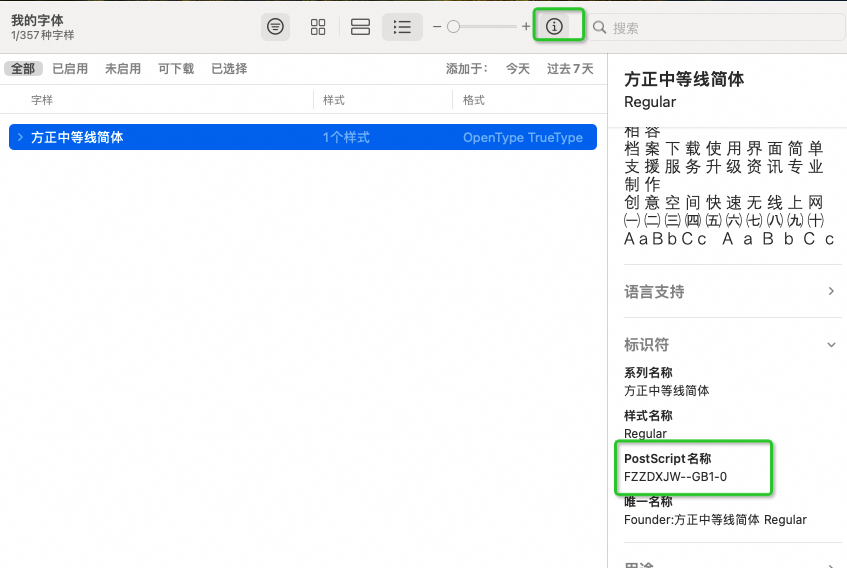 我的字体
1/357 种字样
搜索
全部 已启用 未启用 可下载 已选择 添加于： 今天 过去 7 天
字样 样式 格式
方正中等线简体 1个样式 OpenType TrueType
方正中等线简体
Regular
相 容
档 案 下 载 使 用 界 面 简 单
支 援 服 务 升 级 资 讯 专 业
制 作
创 意 空 间 快 速 无 线 上 网
㈠ ㈡ ㈢ ㈣ ㈤ ㈥ ㈦ ㈧ ㈨ ㈩
A a B b C c Ａ ａ Ｂ ｂ Ｃ ｃ
语言支持
标识符
系列名称
方正中等线简体
样式名称
Regular
PostScript 名称
FZZDXJW--GB1-0
唯一名称
Founder:方正中等线简体 Regular